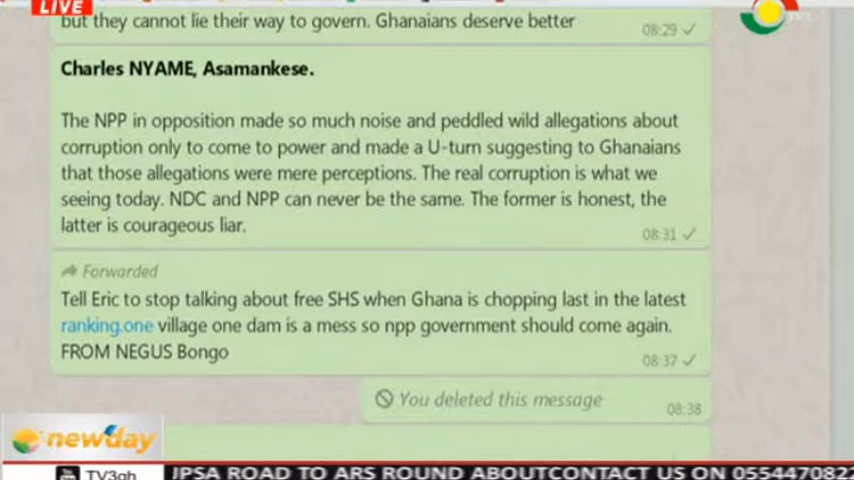 LIVE
but they cannot lie their way to govern. Ghanaians deserve better
08:29
Charles NYAME, Asamankese.
The NPP in opposition made so much noise and peddled wild allegations about
corruption only to come to power and made a U-turn suggesting to Ghanaians
that those allegations were mere perceptions. The real corruption is what we
seeing today. NDC and NPP can never be the same. The former is honest, the
latter is courageous liar.
08:31
Forwarded
Tell Eric to stop talking about free SHS when Ghana is chopping last in the latest
ranking.one village one dam is a mess so npp government should come again.
FROM NEGUS Bongo
08:37
You deleted this message
08:38
newday
TV3gh
JPSA ROAD TO ARS ROUND ABOUTCONTACT US ON 0554470822